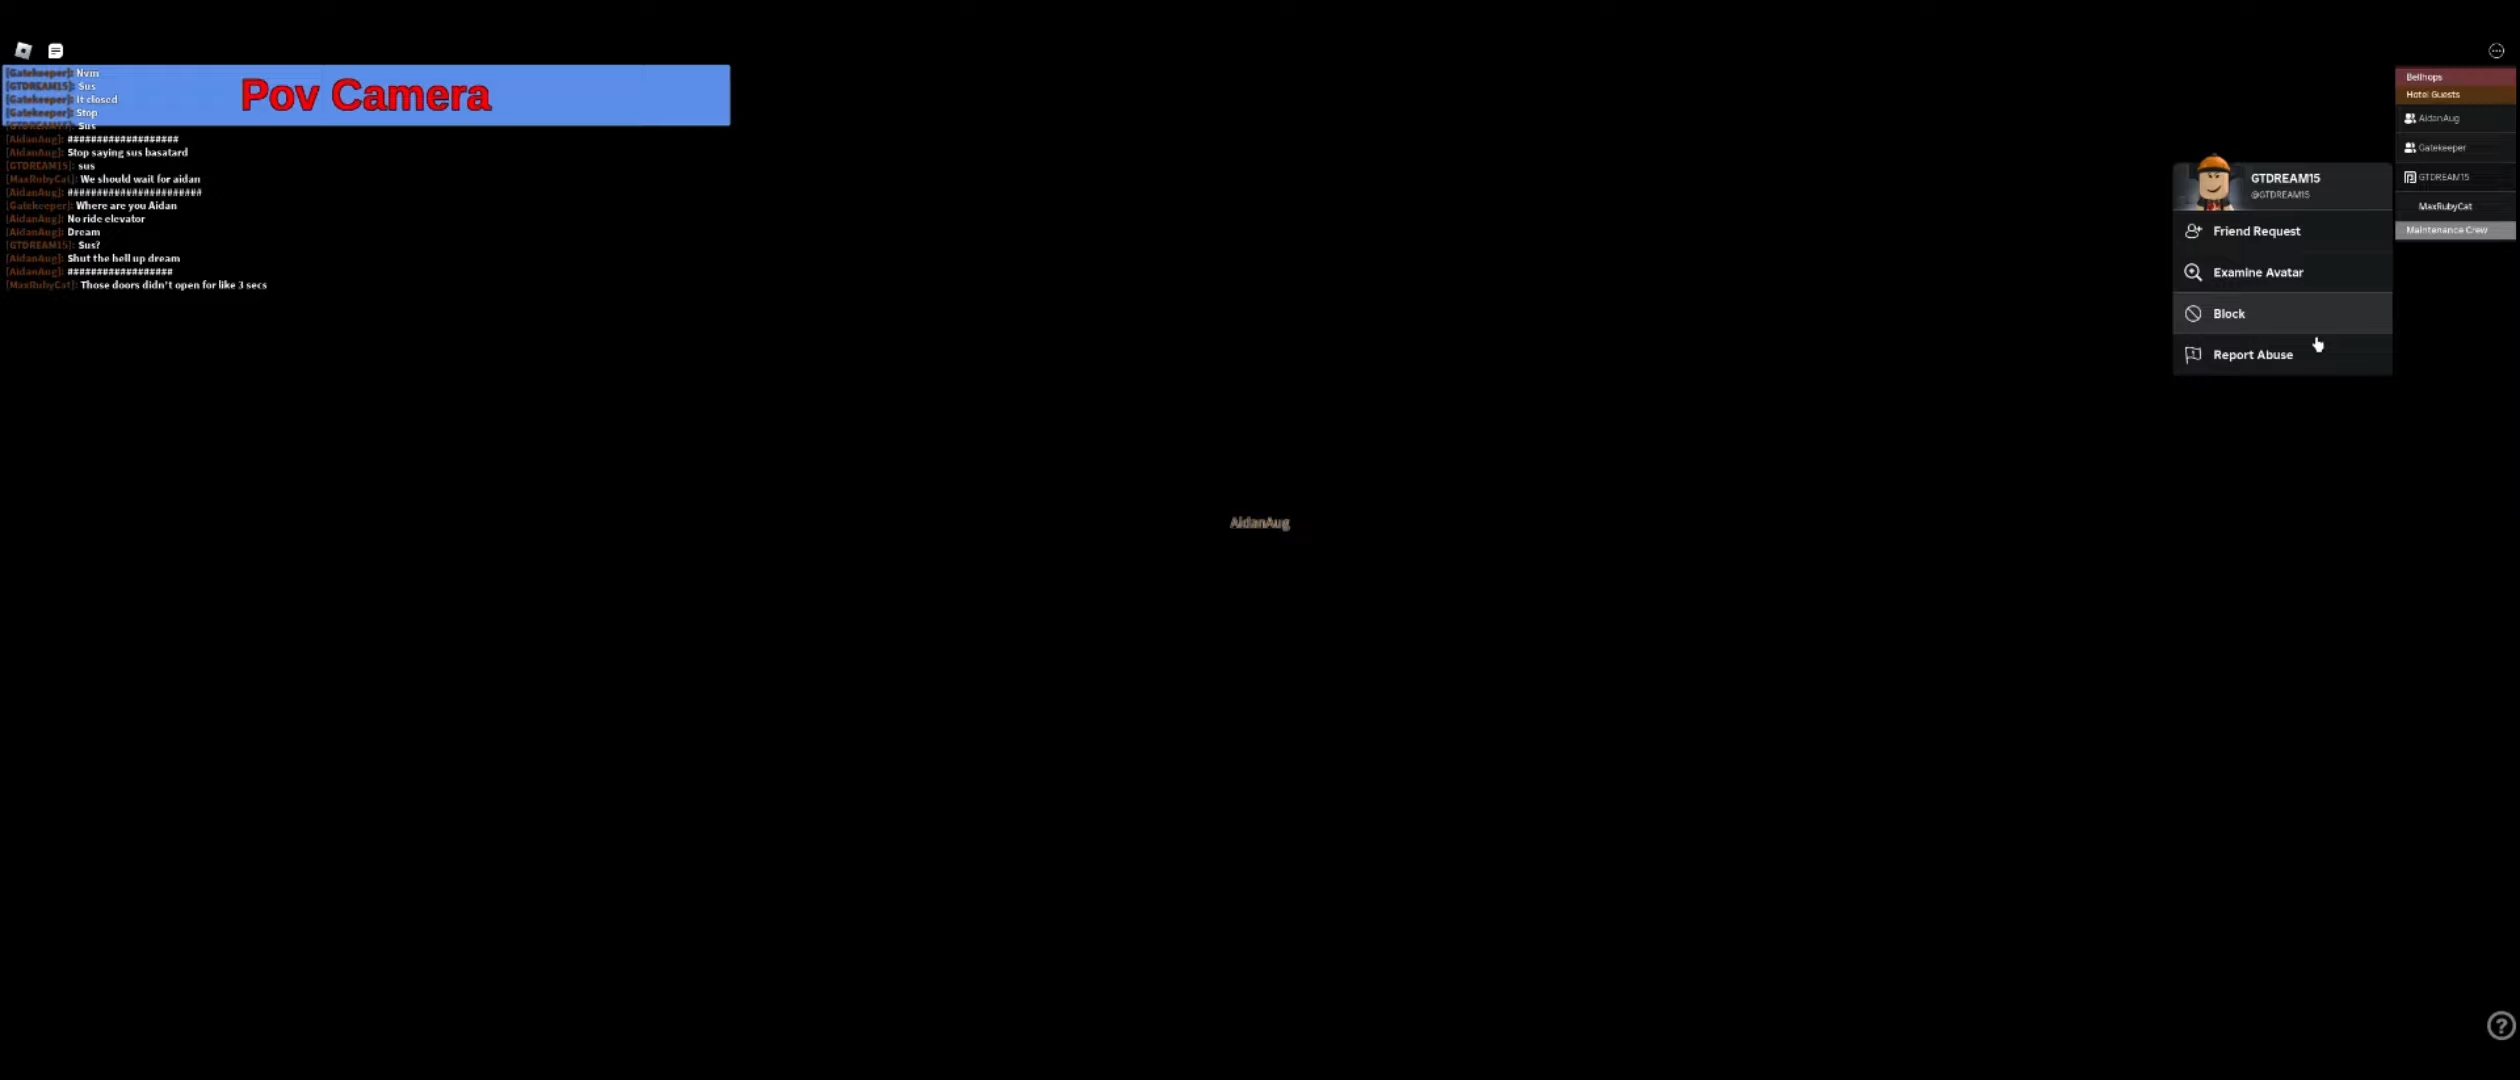 [Gatekeeper]: Nvm
[GTDREAM15]: Sus
[Gatekeeper]: It closed
[Gatekeeper]: Stop
[GTDREAM15]: Sus
Pov Camera
[AidanAug]: ###################
[AidanAug]: Stop saying sus basatard
[GTDREAM15]: sus
[MaxRubyCat]: We should wait for aidan
[AidanAug]: #######################
[Gatekeeper]: Where are you Aidan
[AidanAug]: No ride elevator
[AidanAug]: Dream
[GTDREAM15]: Sus?
[AidanAug]: Shut the hell up dream
[AidanAug]: ##################
[MaxRubyCat]: Those doors didn't open for like 3 secs
AidanAug
GTDREAM15
@GTDREAM15
Friend Request
Examine Avatar
Block
Report Abuse
Bellhops
Hotel Guests
AidanAug
Gatekeeper
GTDREAM15
MaxRubyCat
Maintenance Crew
?